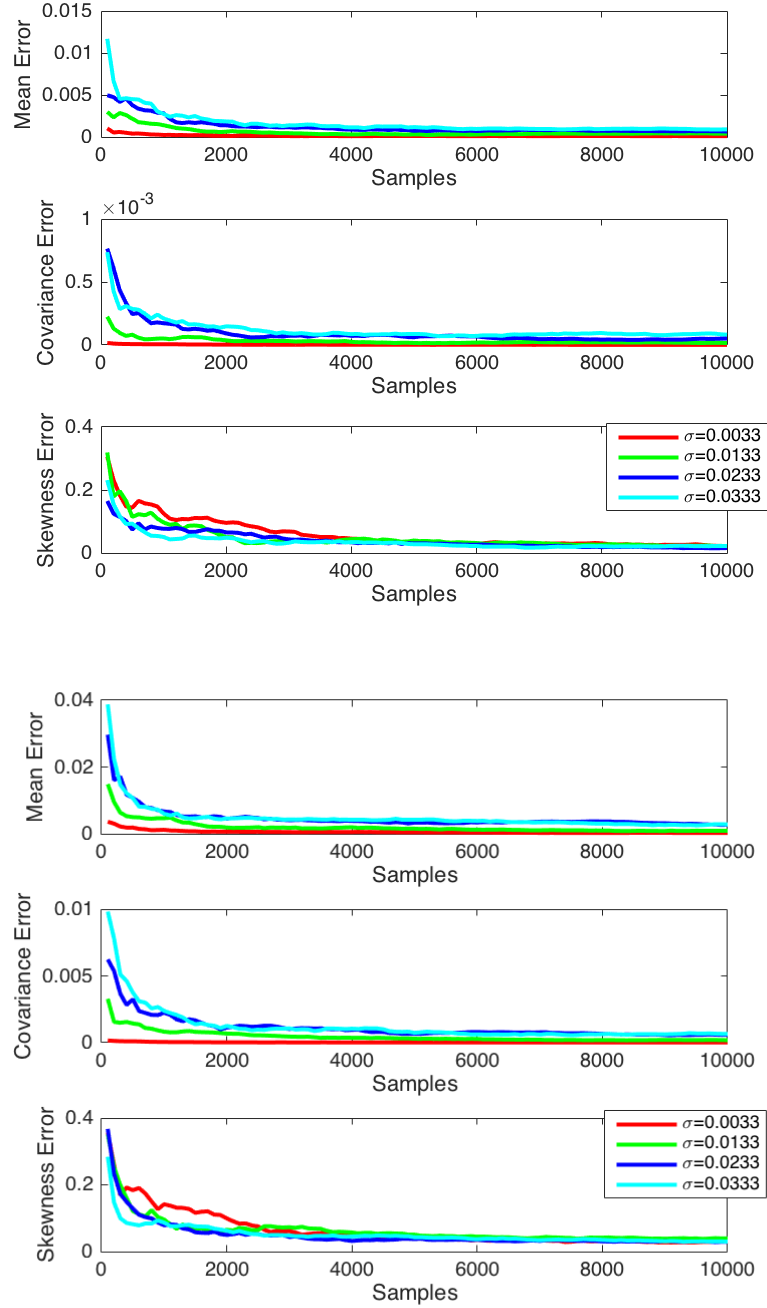 Mean Error
0.015
0.01
0.005
0
0 2000 4000 6000 8000 10000
Samples
×10-3
Covariance Error
1
0.5
0
0 2000 4000 6000 8000 10000
Samples
Skewness Error
0.4
0.2
0
σ=0.0033
σ=0.0133
σ=0.0233
σ=0.0333
0 2000 4000 6000 8000 10000
Samples
Mean Error
0.04
0.02
0
0 2000 4000 6000 8000 10000
Samples
Covariance Error
0.01
0.005
0
0 2000 4000 6000 8000 10000
Samples
Skewness Error
0.4
0.2
0
σ=0.0033
σ=0.0133
σ=0.0233
σ=0.0333
0 2000 4000 6000 8000 10000
Samples